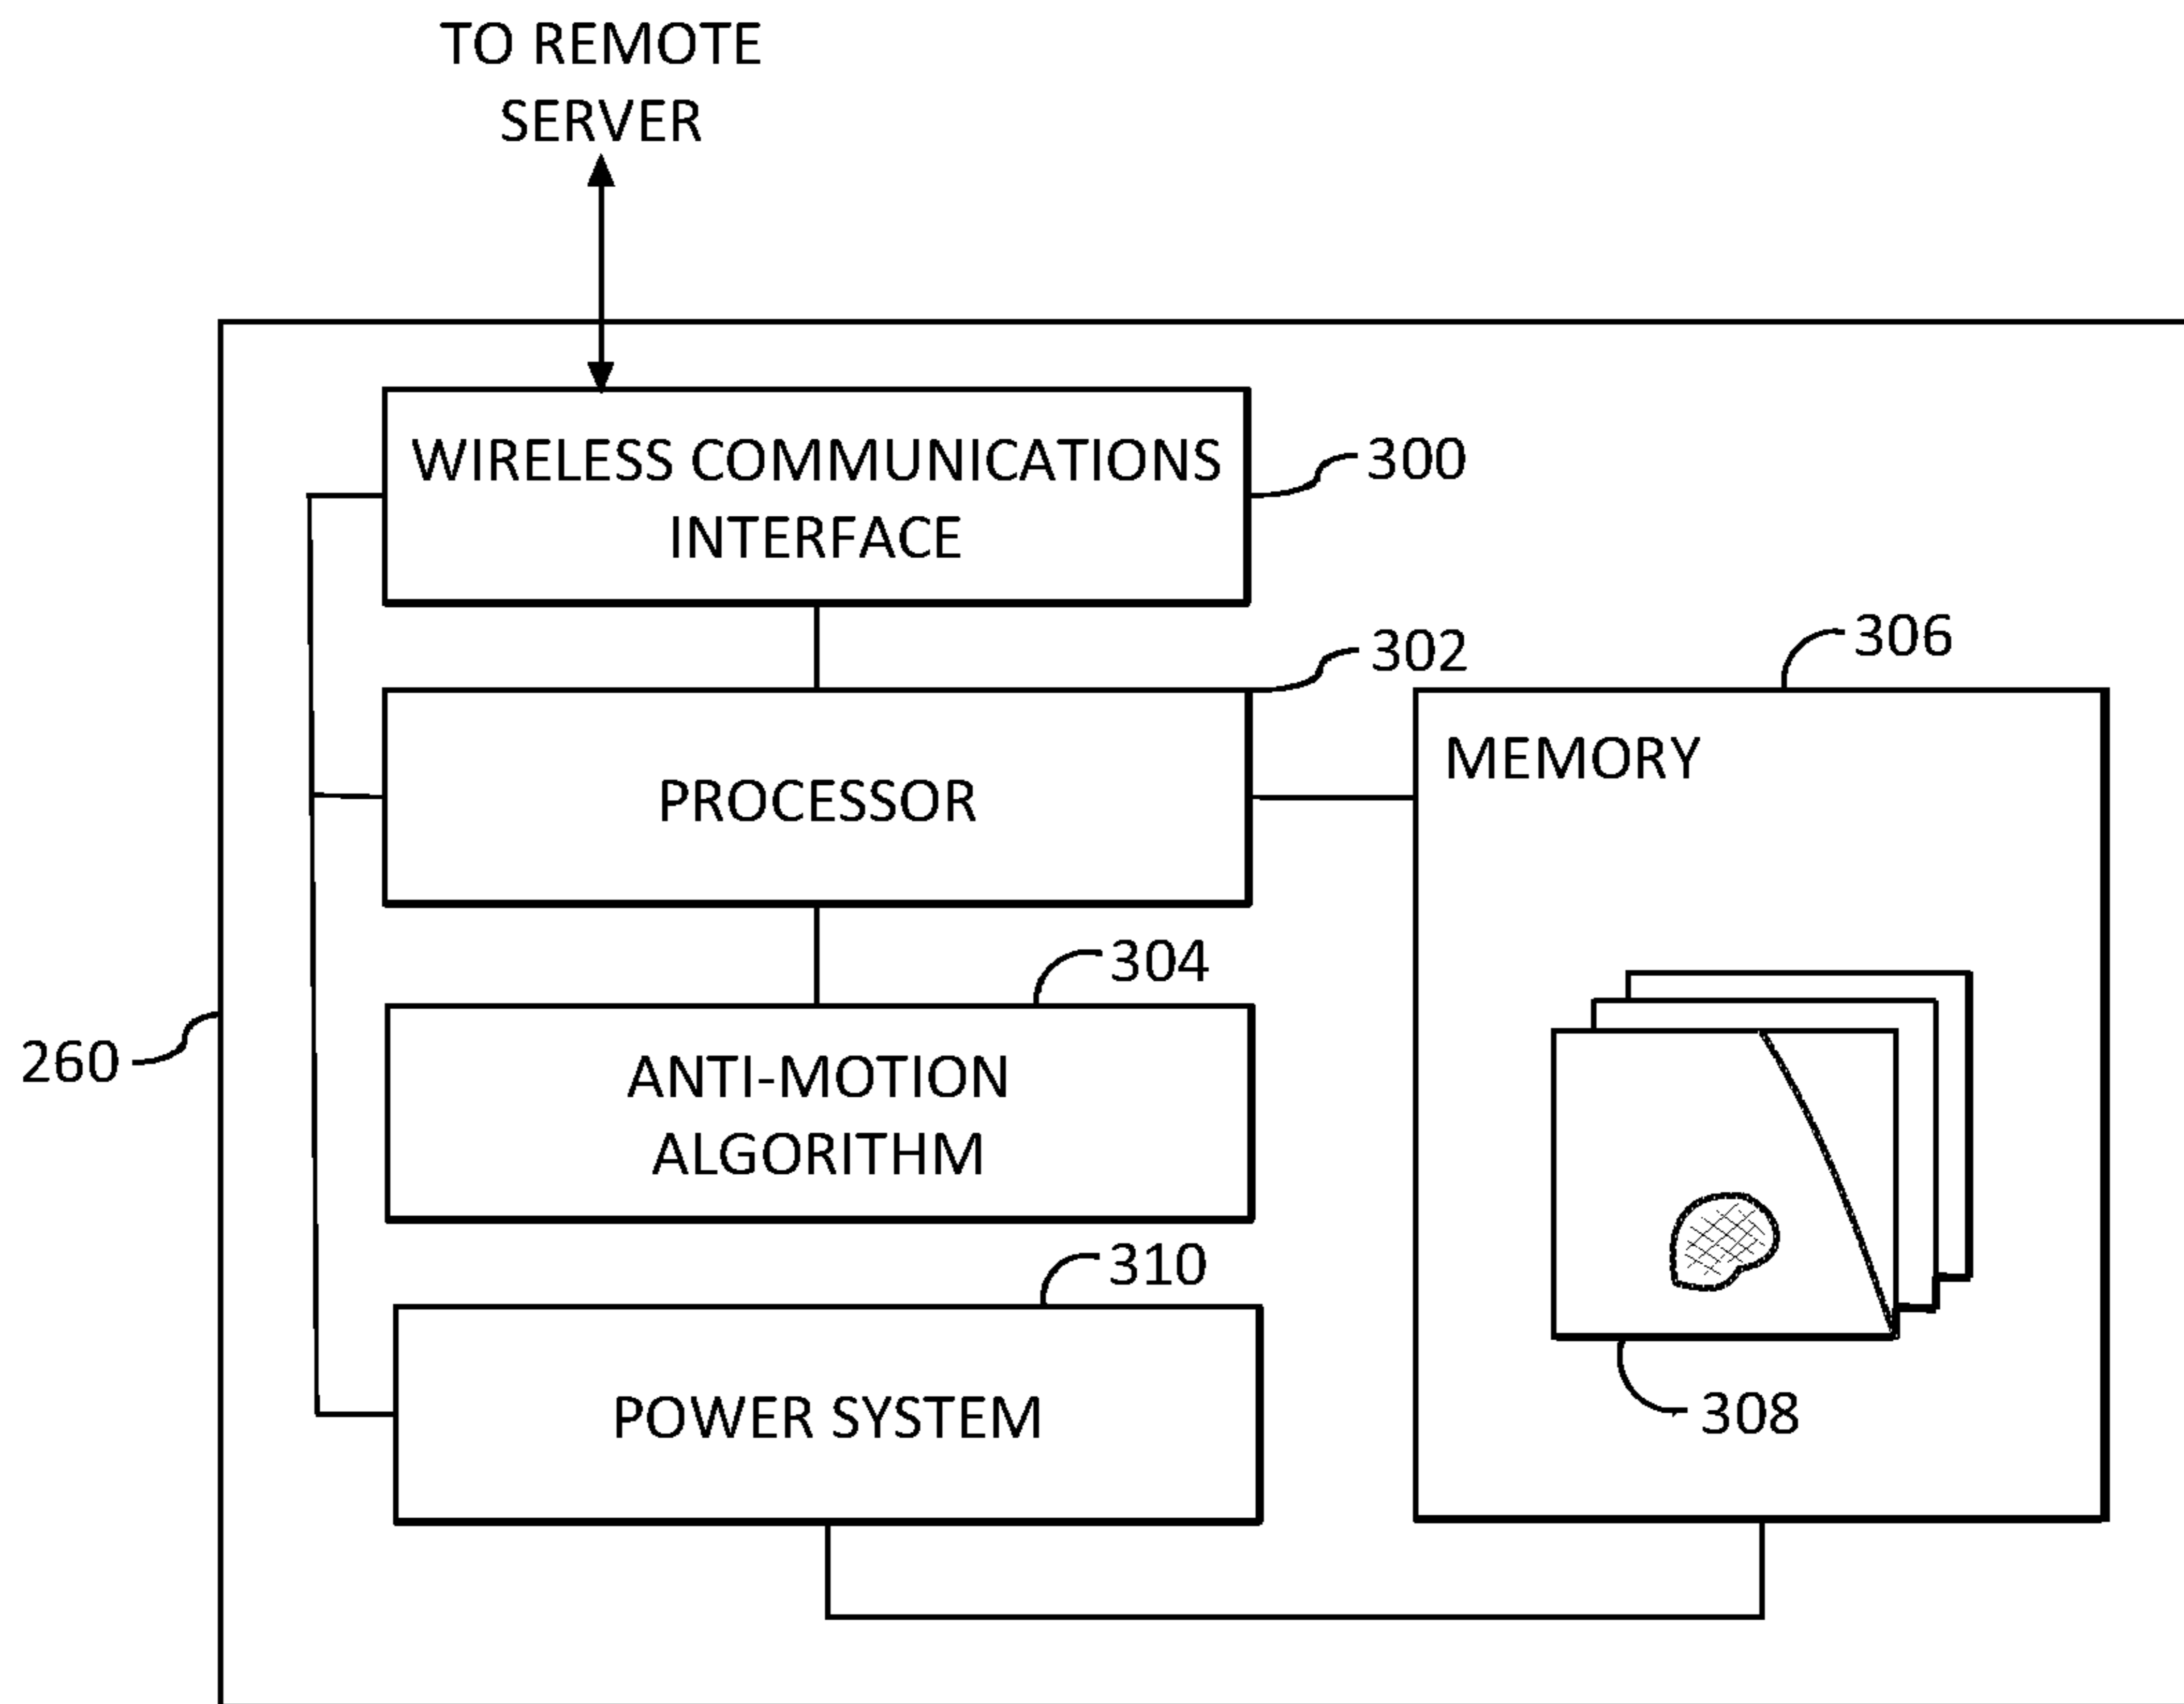 TO REMOTE
SERVER
WIRELESS COMMUNICATIONS
INTERFACE
300
302
306
PROCESSOR
MEMORY
304
260
ANTI-MOTION
ALGORITHM
310
POWER SYSTEM
308